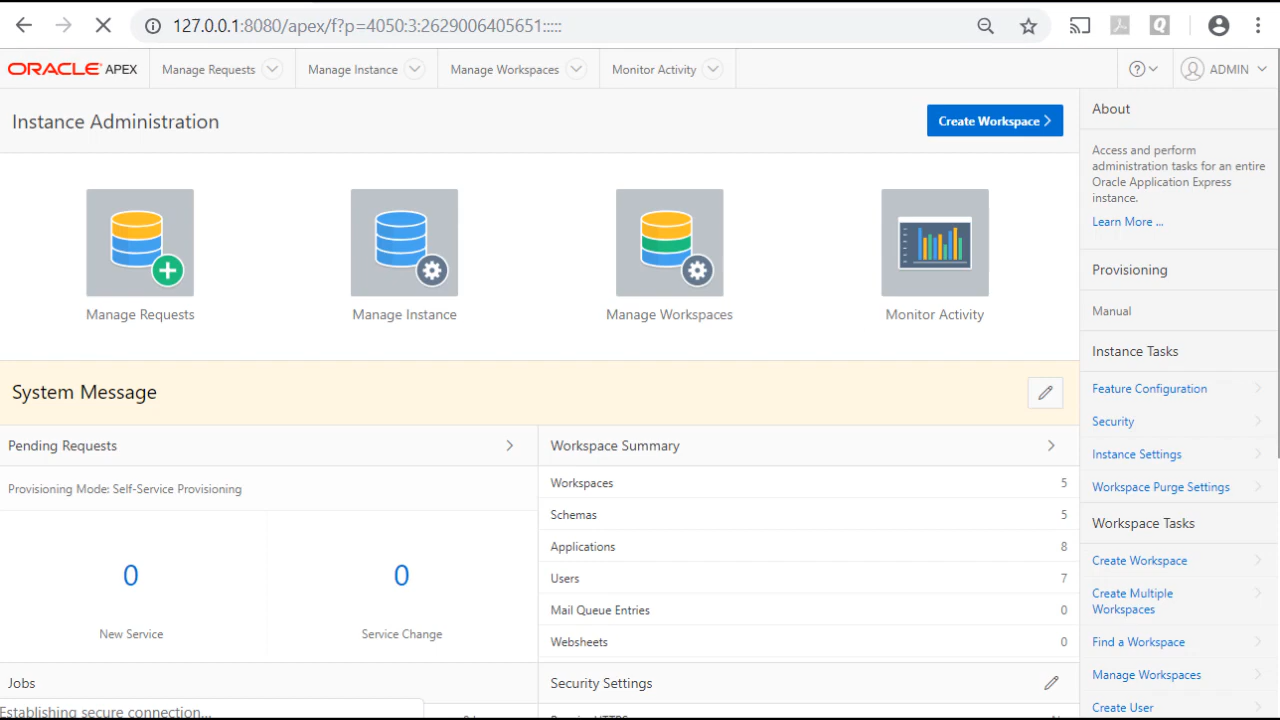 127.0.0.1:8080/apex/f?p=4050:3:2629006405651:::::
ORACLE APEX Manage Requests Manage Instance Manage Workspaces Monitor Activity ? ADMIN
Instance Administration
Create Workspace
Manage Requests
Manage Instance
Manage Workspaces
Monitor Activity
System Message
Pending Requests
Provisioning Mode: Self-Service Provisioning
0
New Service
0
Service Change
Workspace Summary
Workspaces 5
Schemas 5
Applications 8
Users 7
Mail Queue Entries 0
Websheets 0
Jobs
Security Settings
Establishing secure connection...
About
Access and perform
administration tasks for an entire
Oracle Application Express
instance.
Learn More ...
Provisioning
Manual
Instance Tasks
Feature Configuration
Security
Instance Settings
Workspace Purge Settings
Workspace Tasks
Create Workspace
Create Multiple
Workspaces
Find a Workspace
Manage Workspaces
Create User